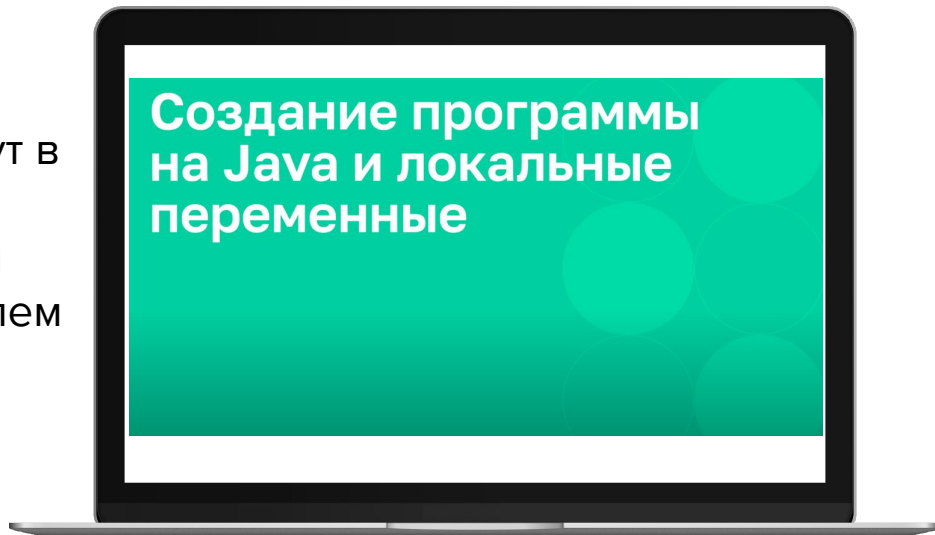 Создание программы
на Java и локальные
переменные
в